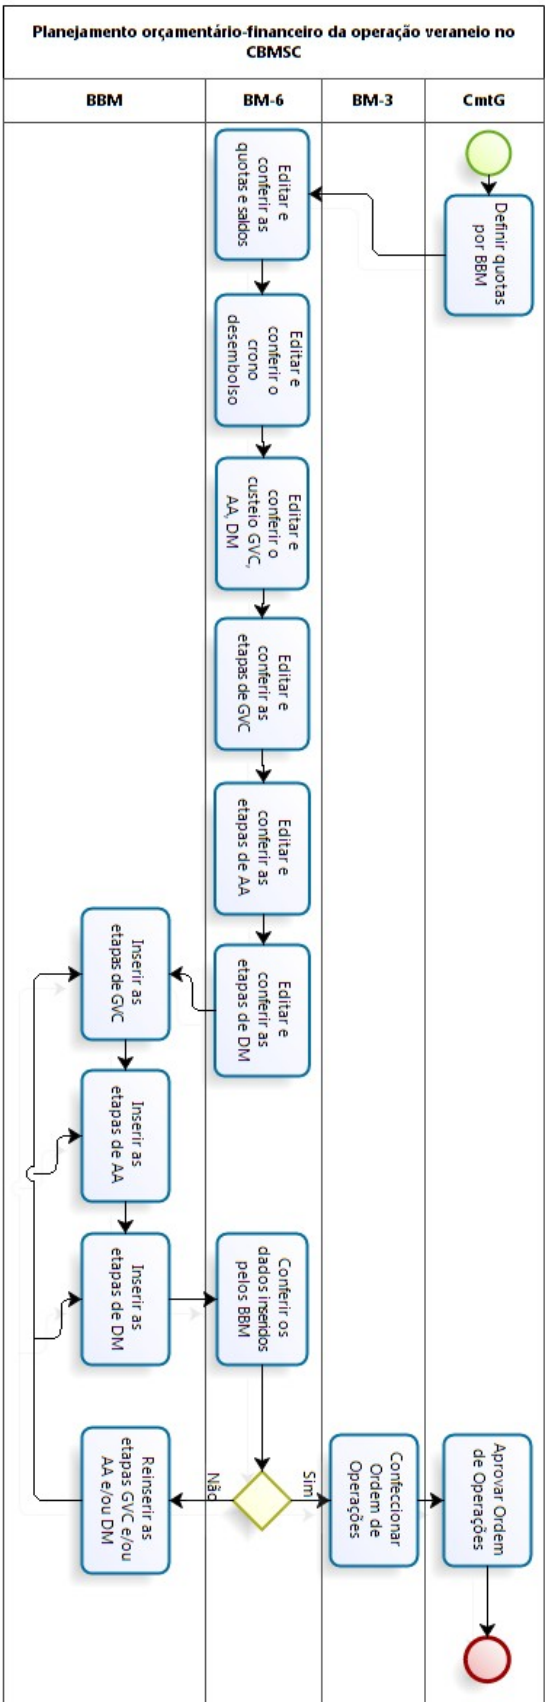 Planejamento orçamentário-financeiro da operação veraneio no
CBMSC
BBM
BM-6
BM-3
CmtG
Definir quotas
por BBM
Editar e
conferir as
quotas e saldos
Editar e
conferir o
crono
desembolso
Editar e
conferir o
custeio GVC,
AA, DM
Editar e
conferir as
etapas de GVC
Editar e
conferir as
etapas de AA
Editar e
conferir as
etapas de DM
Inserir as
etapas de GVC
Inserir as
etapas de AA
Inserir as
etapas de DM
Conferir os
dados inseridos
pelos BBM
Sim
Não
Confeccionar
Ordem de
Operações
Aprovar Ordem
de Operações
Reinserir as
etapas GVC e/ou
AA e/ou DM